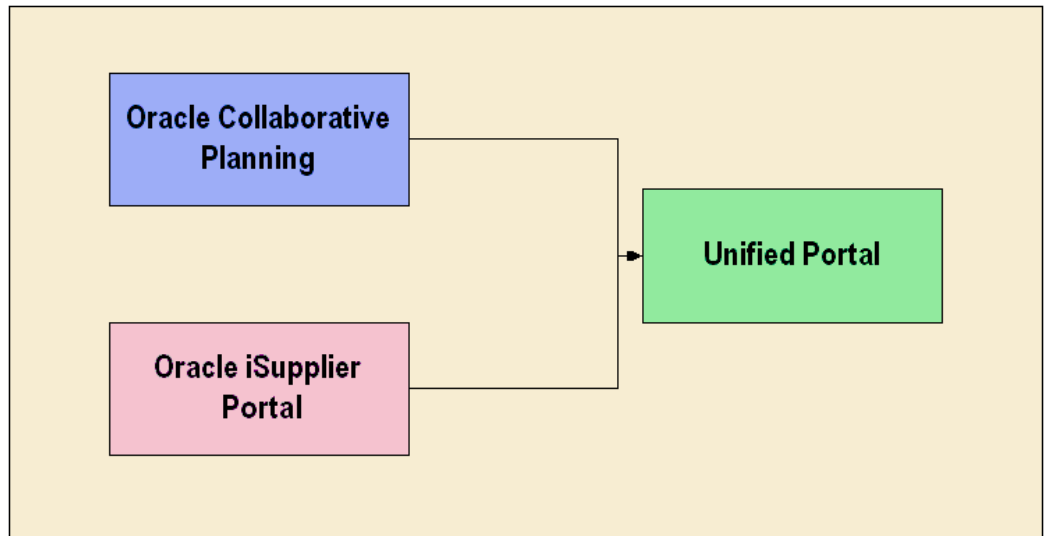 Oracle Collaborative
Planning
Unified Portal
Oracle iSupplier
Portal